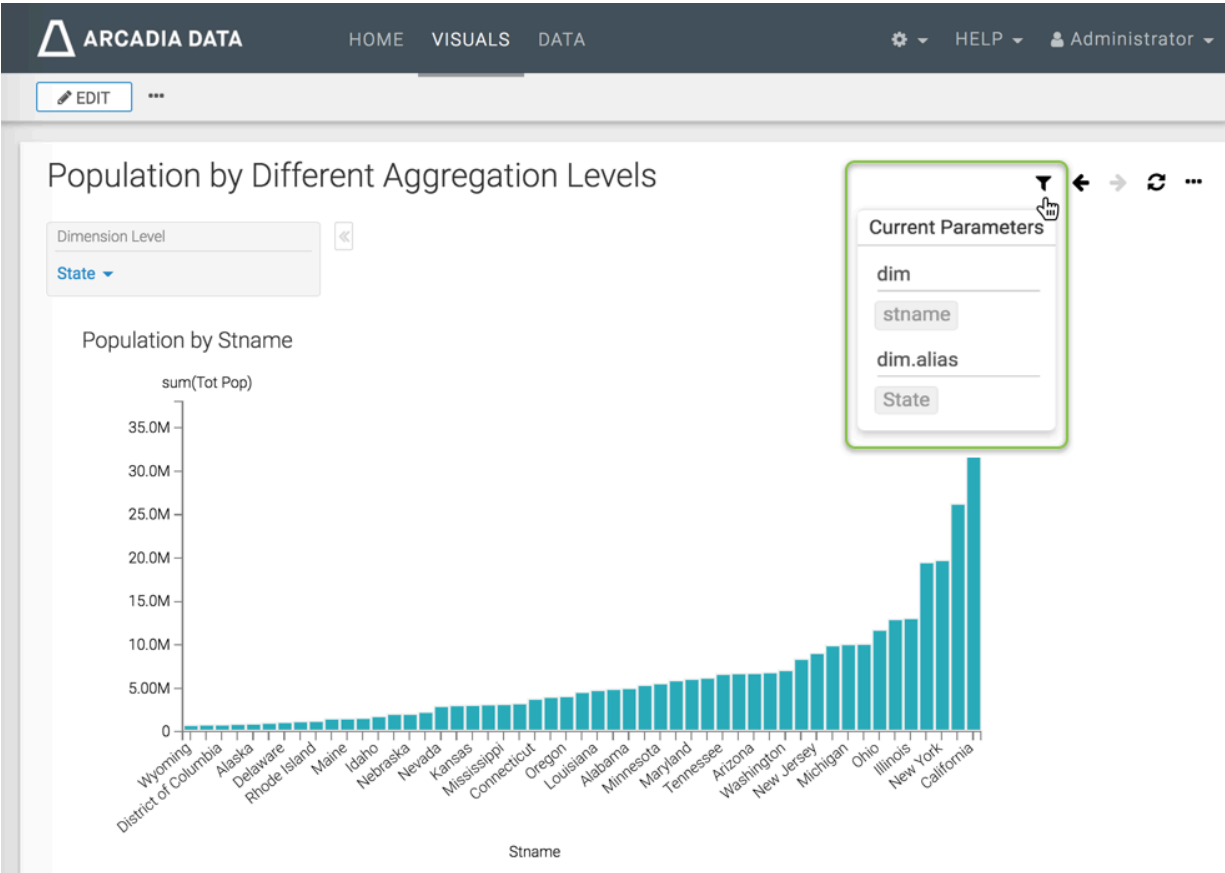 ARCADIA DATA HOME VISUALS DATA HELP Administrator
EDIT
Population by Different Aggregation Levels
Dimension Level
State
Current Parameters
dim
stname
dim.alias
State
Population by Stname
sum(Tot Pop)
35.0M
30.0M
25.0M
20.0M
15.0M
10.0M
5.00M
0
Wyoming
District of Columbia
Alaska
Delaware
Rhode Island
Maine
Idaho
Nebraska
Nevada
Kansas
Mississippi
Connecticut
Oregon
Louisiana
Alabama
Minnesota
Maryland
Tennessee
Arizona
Washington
New Jersey
Michigan
Ohio
Illinois
New York
California
Stname